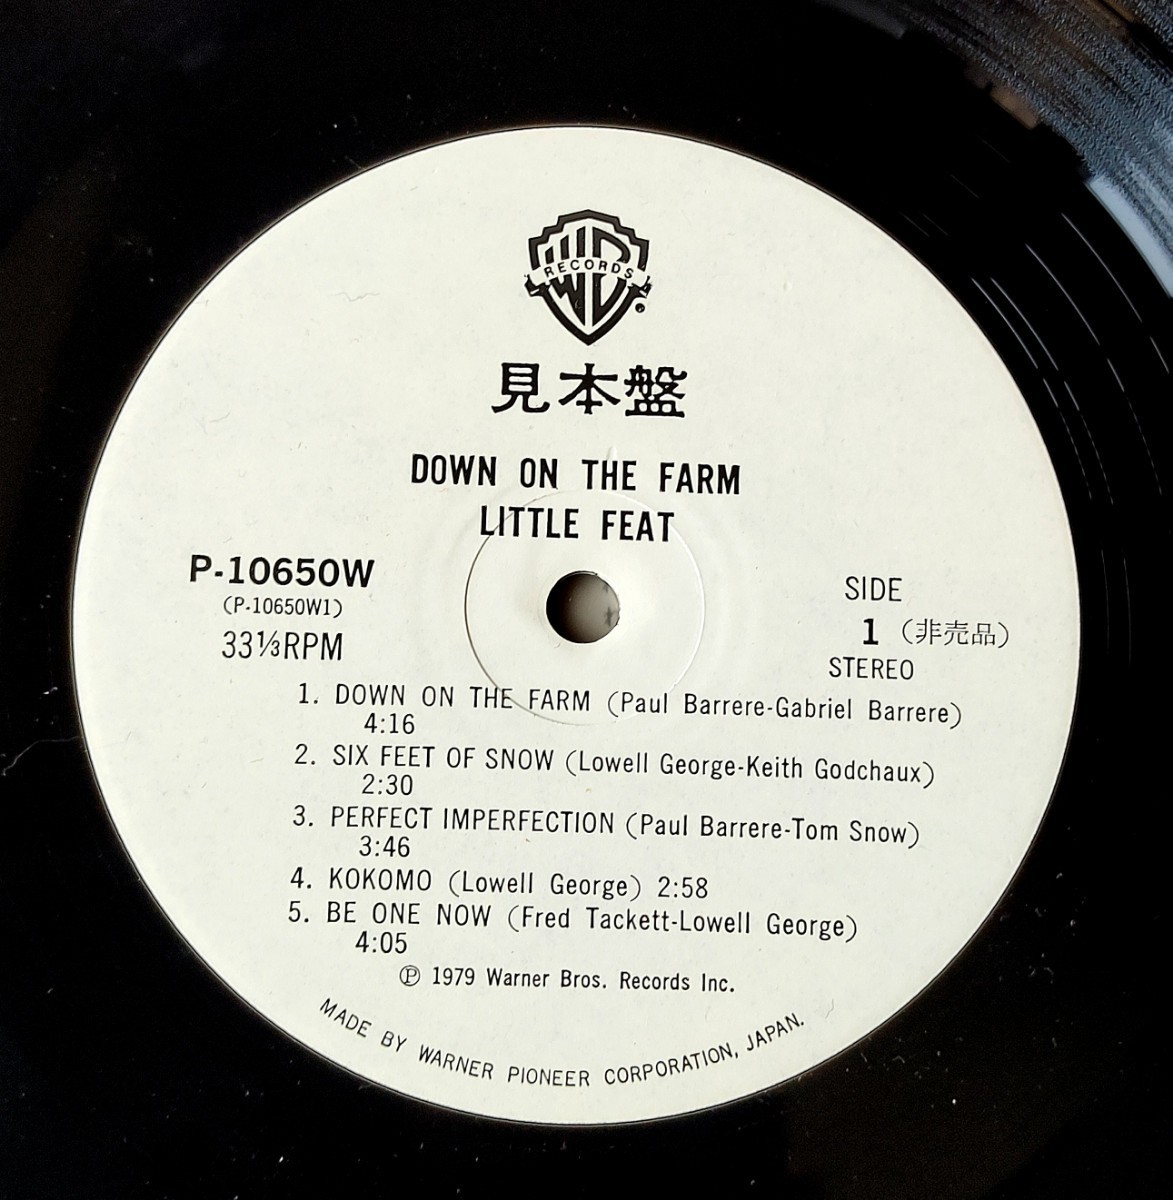 WB
RECORDS
見本盤
DOWN ON THE FARM
LITTLE FEAT
P-10650W
(P-10650W1)
33⅓RPM
SIDE
1 (非売品)
STEREO
1. DOWN ON THE FARM (Paul Barrere-Gabriel Barrere)
4:16
2. SIX FEET OF SNOW (Lowell George-Keith Godchaux)
2:30
3. PERFECT IMPERFECTION (Paul Barrere-Tom Snow)
3:46
4. KOKOMO (Lowell George) 2:58
5. BE ONE NOW (Fred Tackett-Lowell George)
4:05
Ⓟ 1979 Warner Bros. Records Inc.
MADE BY WARNER PIONEER CORPORATION, JAPAN.